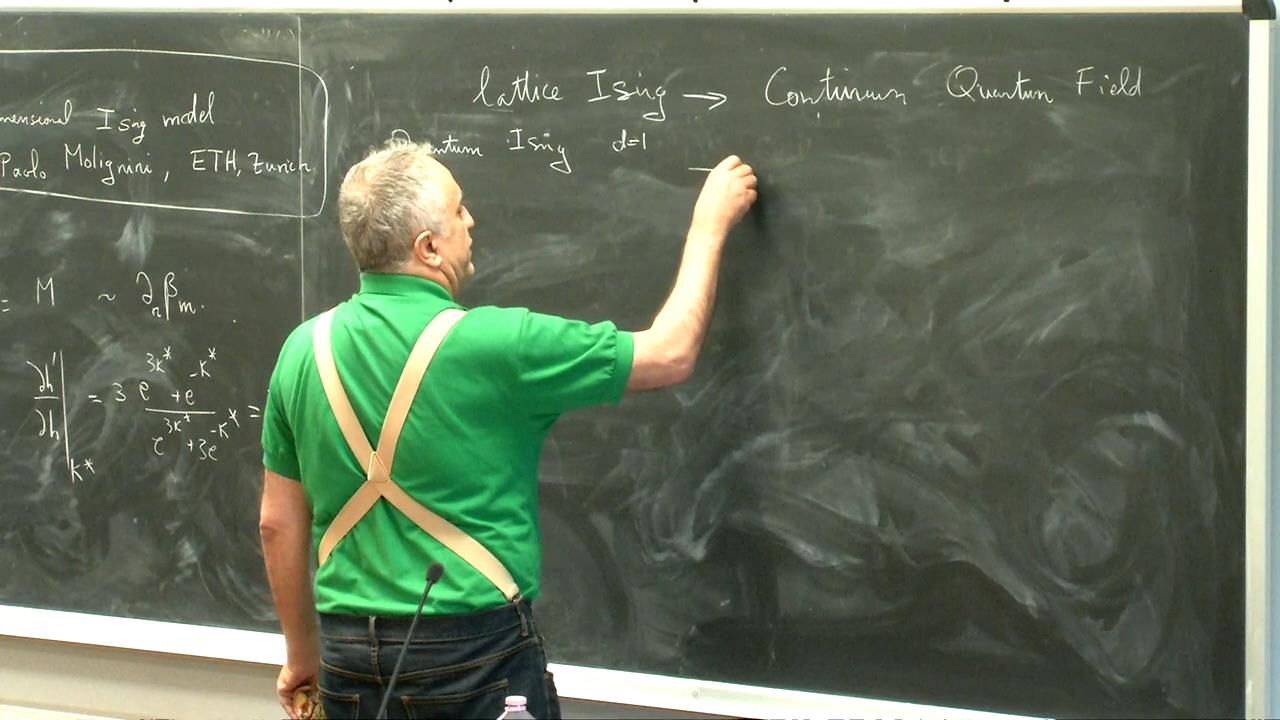 mensional Ising model
Paolo Molignini, ETH, Zurich
= M ~ ∂ₙβm.
∂h'/∂h |ₖ* = 3 (e^{3k*} + e^{-k*})/(e^{3k*} + 3e^{-k*}) =
lattice Ising → Continuum Quantum Field
Quantum Ising d=1